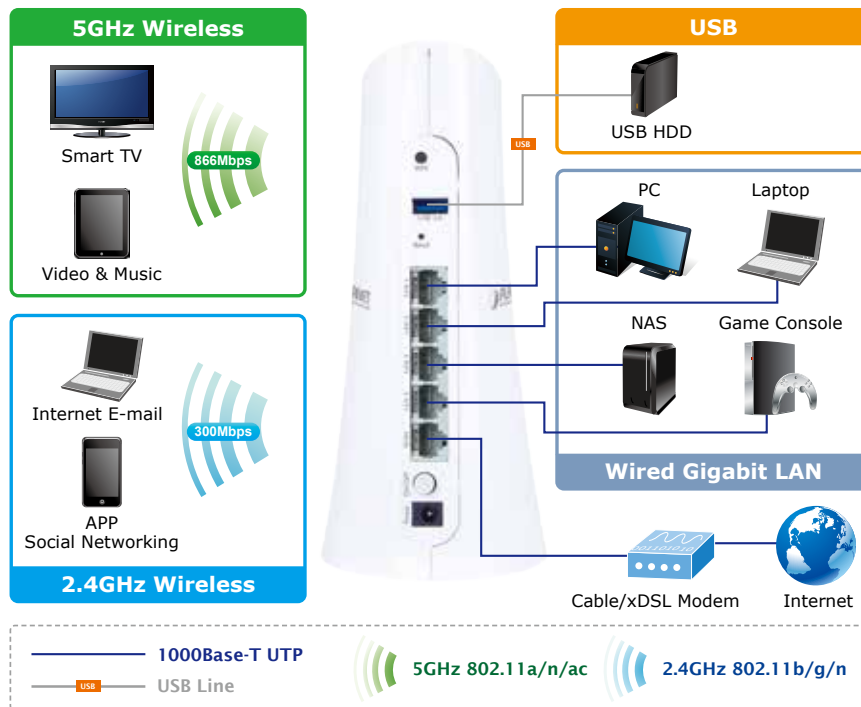 5GHz Wireless
Smart TV
866Mbps
Video & Music
Internet E-mail
300Mbps
APP
Social Networking
2.4GHz Wireless
USB
USB HDD
USB
PC
Laptop
NAS
Game Console
Wired Gigabit LAN
Cable/xDSL Modem
Internet
1000Base-T UTP
USB
USB Line
5GHz 802.11a/n/ac
2.4GHz 802.11b/g/n